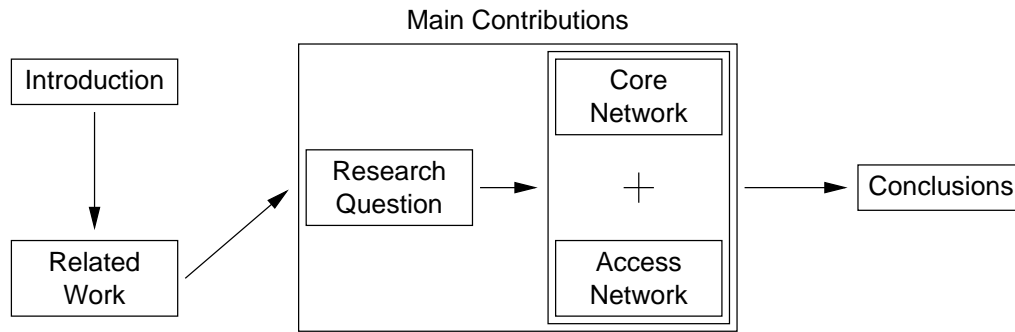 Main Contributions
Introduction
Related
Work
Research
Question
Core
Network
+
Access
Network
Conclusions